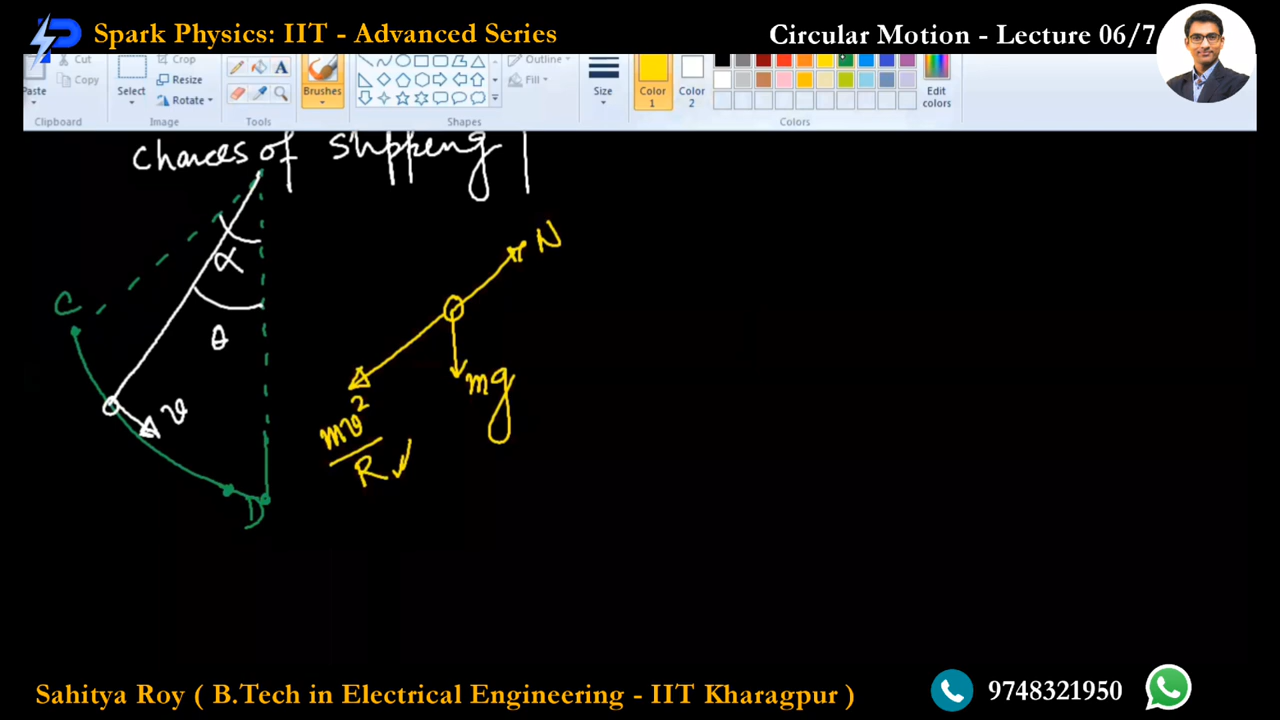 Spark Physics: IIT - Advanced Series
Circular Motion - Lecture 06/7
Cut
Copy
Paste
Clipboard
Crop
Resize
Rotate
Select
Image
Tools
A
Brushes
Shapes
Outline
Fill
Size
Color 1
Color 2
Edit colors
Colors
chances of slipping
α
θ
C
v
D
N
mg
mv²/R
Sahitya Roy ( B.Tech in Electrical Engineering - IIT Kharagpur )
9748321950